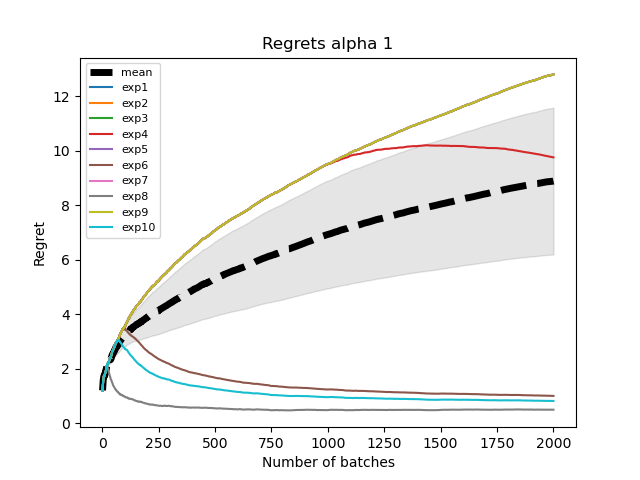 Regrets alpha 1
mean
exp1
exp2
exp3
exp4
exp5
exp6
exp7
exp8
exp9
exp10
Regret
12
10
8
6
4
2
0
0 250 500 750 1000 1250 1500 1750 2000
Number of batches